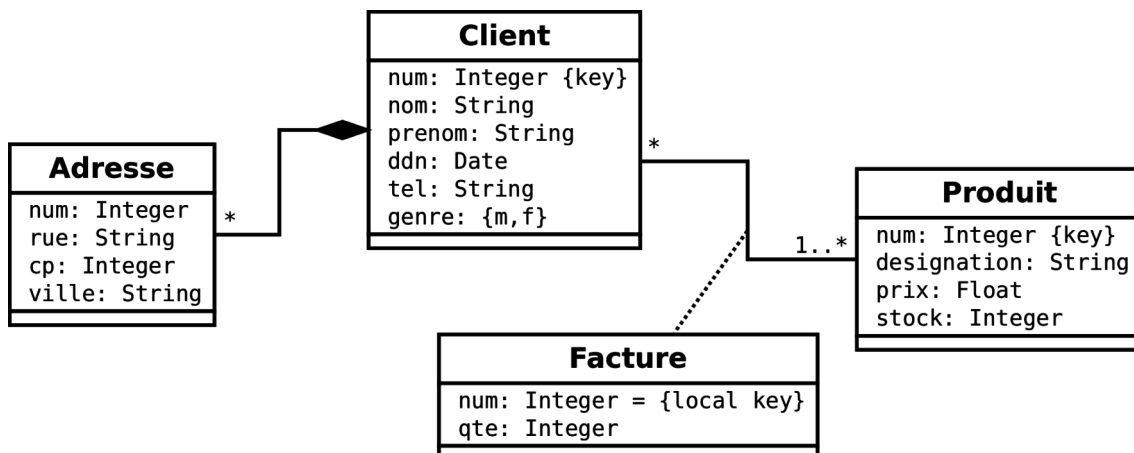 Client
num: Integer {key}
nom: String
prenom: String
ddn: Date
tel: String
genre: {m,f}
Adresse
num: Integer
rue: String
cp: Integer
ville: String
*
*
1..*
Produit
num: Integer {key}
designation: String
prix: Float
stock: Integer
Facture
num: Integer = {local key}
qte: Integer